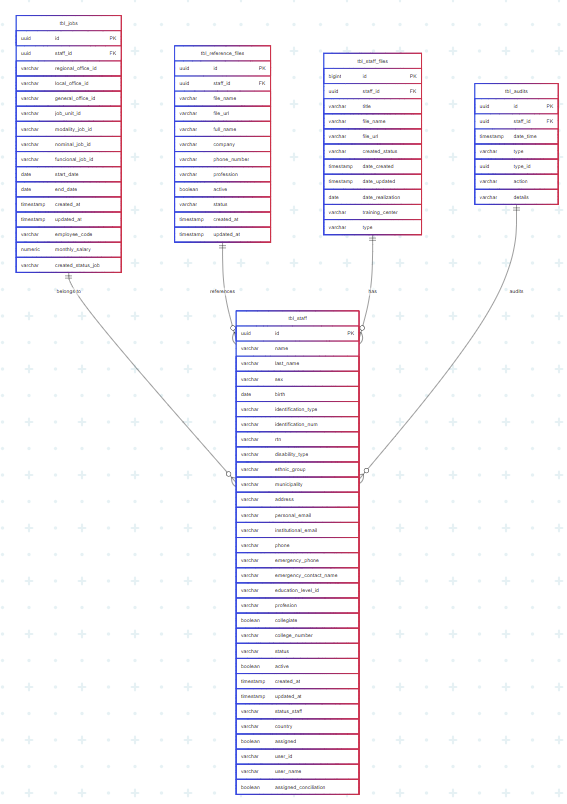 tbl_jobs
uuid id PK
uuid staff_id FK
varchar regional_office_id
varchar local_office_id
varchar general_office_id
varchar job_unit_id
varchar modality_job_id
varchar nominal_job_id
varchar funcional_job_id
date start_date
date end_date
timestamp created_at
timestamp updated_at
varchar employee_code
numeric monthly_salary
varchar created_status_job
tbl_reference_files
uuid id PK
uuid staff_id FK
varchar file_name
varchar file_url
varchar full_name
varchar company
varchar phone_number
varchar profession
boolean active
varchar status
timestamp created_at
timestamp updated_at
tbl_staff_files
bigint id PK
uuid staff_id FK
varchar title
varchar file_name
varchar file_url
varchar created_status
timestamp date_created
timestamp date_updated
date date_realization
varchar training_center
varchar type
tbl_audits
uuid id PK
uuid staff_id FK
timestamp date_time
varchar type
uuid type_id
varchar action
varchar details
belongs to
references
has
audits
tbl_staff
uuid id PK
varchar name
varchar last_name
varchar sex
date birth
varchar identification_type
varchar identification_num
varchar rtn
varchar disability_type
varchar ethnic_group
varchar municipality
varchar address
varchar personal_email
varchar institutional_email
varchar phone
varchar emergency_phone
varchar emergency_contact_name
varchar education_level_id
varchar profesion
boolean collegiate
varchar college_number
varchar status
boolean active
timestamp created_at
timestamp updated_at
varchar status_staff
varchar country
boolean assigned
varchar user_id
varchar user_name
boolean assigned_conciliation